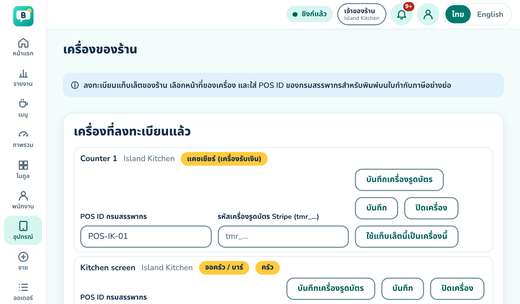 B
ซิงก์แล้ว
เจ้าของร้าน
Island Kitchen
9+
ไทย
English
หน้าแรก
รายงาน
เมนู
ภาพรวม
โมดูล
พนักงาน
อุปกรณ์
ขาย
ออเดอร์
เครื่องของร้าน
ลงทะเบียนแท็บเล็ตของร้าน เลือกหน้าที่ของเครื่อง และใส่ POS ID ของกรมสรรพากรสำหรับพิมพ์บนใบกำกับภาษีอย่างย่อ
เครื่องที่ลงทะเบียนแล้ว
Counter 1 Island Kitchen แคชเชียร์ (เครื่องรับเงิน)
บันทึกเครื่องรูดบัตร
บันทึก ปิดเครื่อง
POS ID กรมสรรพากร รหัสเครื่องรูดบัตร Stripe (tmr_...)
POS-IK-01 tmr_... ใช้แท็บเล็ตนี้เป็นเครื่องนี้
Kitchen screen Island Kitchen จอครัว / บาร์ ครัว
บันทึกเครื่องรูดบัตร บันทึก ปิดเครื่อง
POS ID กรมสรรพากร